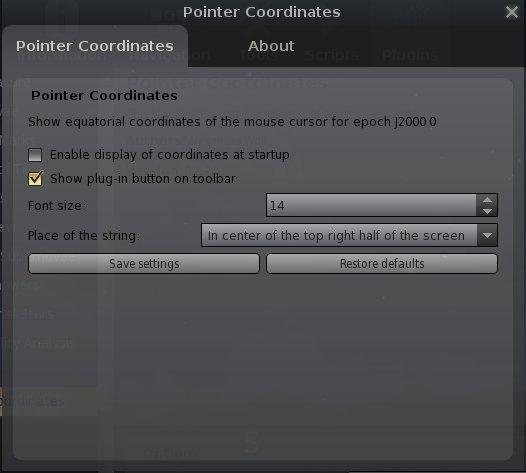 Pointer Coordinates
Pointer Coordinates
About
Pointer Coordinates
Show equatorial coordinates of the mouse cursor for epoch J2000.0
Enable display of coordinates at startup
Show plug-in button on toolbar
Font size:
14
Place of the string:
In center of the top right half of the screen
Save settings
Restore defaults
Options
S